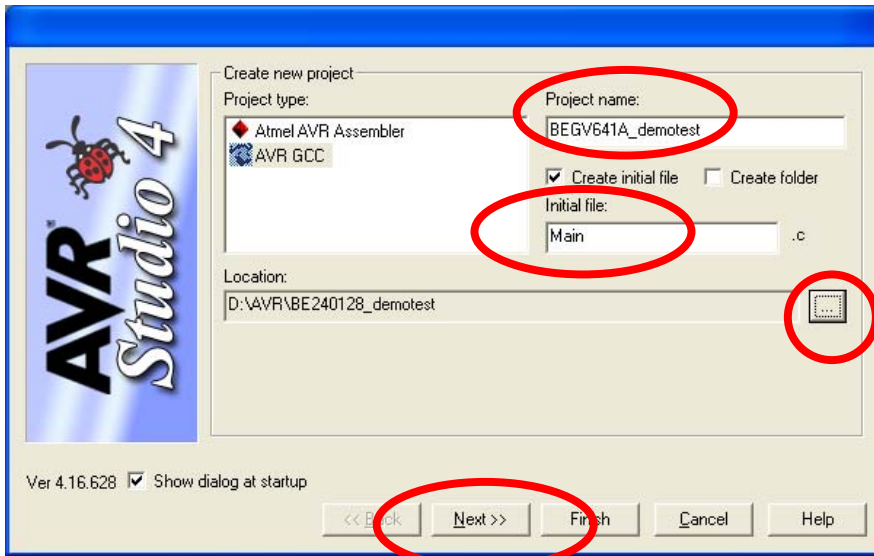 AVR® Studio 4
Create new project
Project type:
Atmel AVR Assembler
AVR GCC
Project name:
BEGV641A_demotest
Create initial file
Create folder
Initial file:
Main
.c
Location:
D:\AVR\BE240128_demotest
...
Ver 4.16.628
Show dialog at startup
<< Back
Next >>
Finish
Cancel
Help